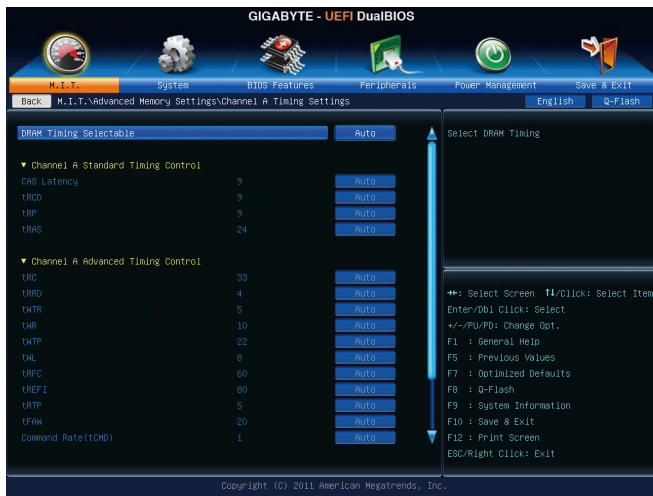 GIGABYTE - UEFI DualBIOS
M.I.T. System BIOS Features Peripherals Power Management Save & Exit
Back M.I.T.\Advanced Memory Settings\Channel A Timing Settings English Q-Flash
DRAM Timing Selectable Auto
▼ Channel A Standard Timing Control
CAS Latency 9 Auto
tRCD 9 Auto
tRP 9 Auto
tRAS 24 Auto
▼ Channel A Advanced Timing Control
tRC 33 Auto
tRRD 4 Auto
tWTR 5 Auto
tWR 10 Auto
tWTP 22 Auto
tWL 8 Auto
tRFC 60 Auto
tREFI 80 Auto
tRTP 5 Auto
tFAW 20 Auto
Command Rate(tCMD) 1 Auto
Select DRAM Timing
→←: Select Screen ↑↓/Click: Select Item
Enter/Dbl Click: Select
+/-/PU/PD: Change Opt.
F1 : General Help
F5 : Previous Values
F7 : Optimized Defaults
F8 : Q-Flash
F9 : System Information
F10 : Save & Exit
F12 : Print Screen
ESC/Right Click: Exit
Copyright (C) 2011 American Megatrends, Inc.